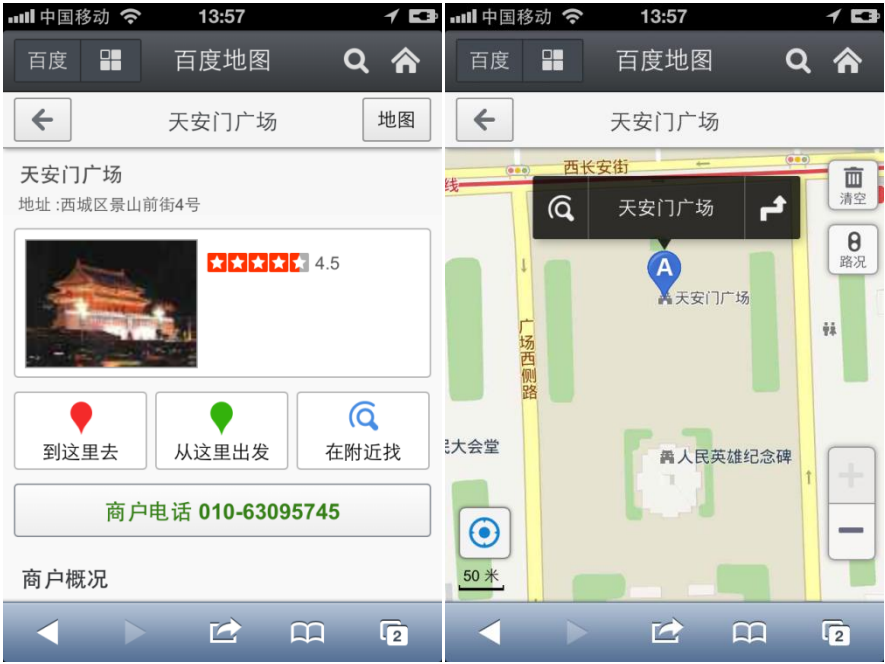 中国移动 13:57
百度 百度地图
天安门广场 地图
天安门广场
地址 :西城区景山前街4号
4.5
到这里去 从这里出发 在附近找
商户电话 010-63095745
商户概况
2
中国移动 13:57
百度 百度地图
天安门广场
西长安街
线
清空
天安门广场
路况
A
天安门广场
广场西侧路
民大会堂
人民英雄纪念碑
50 米
2